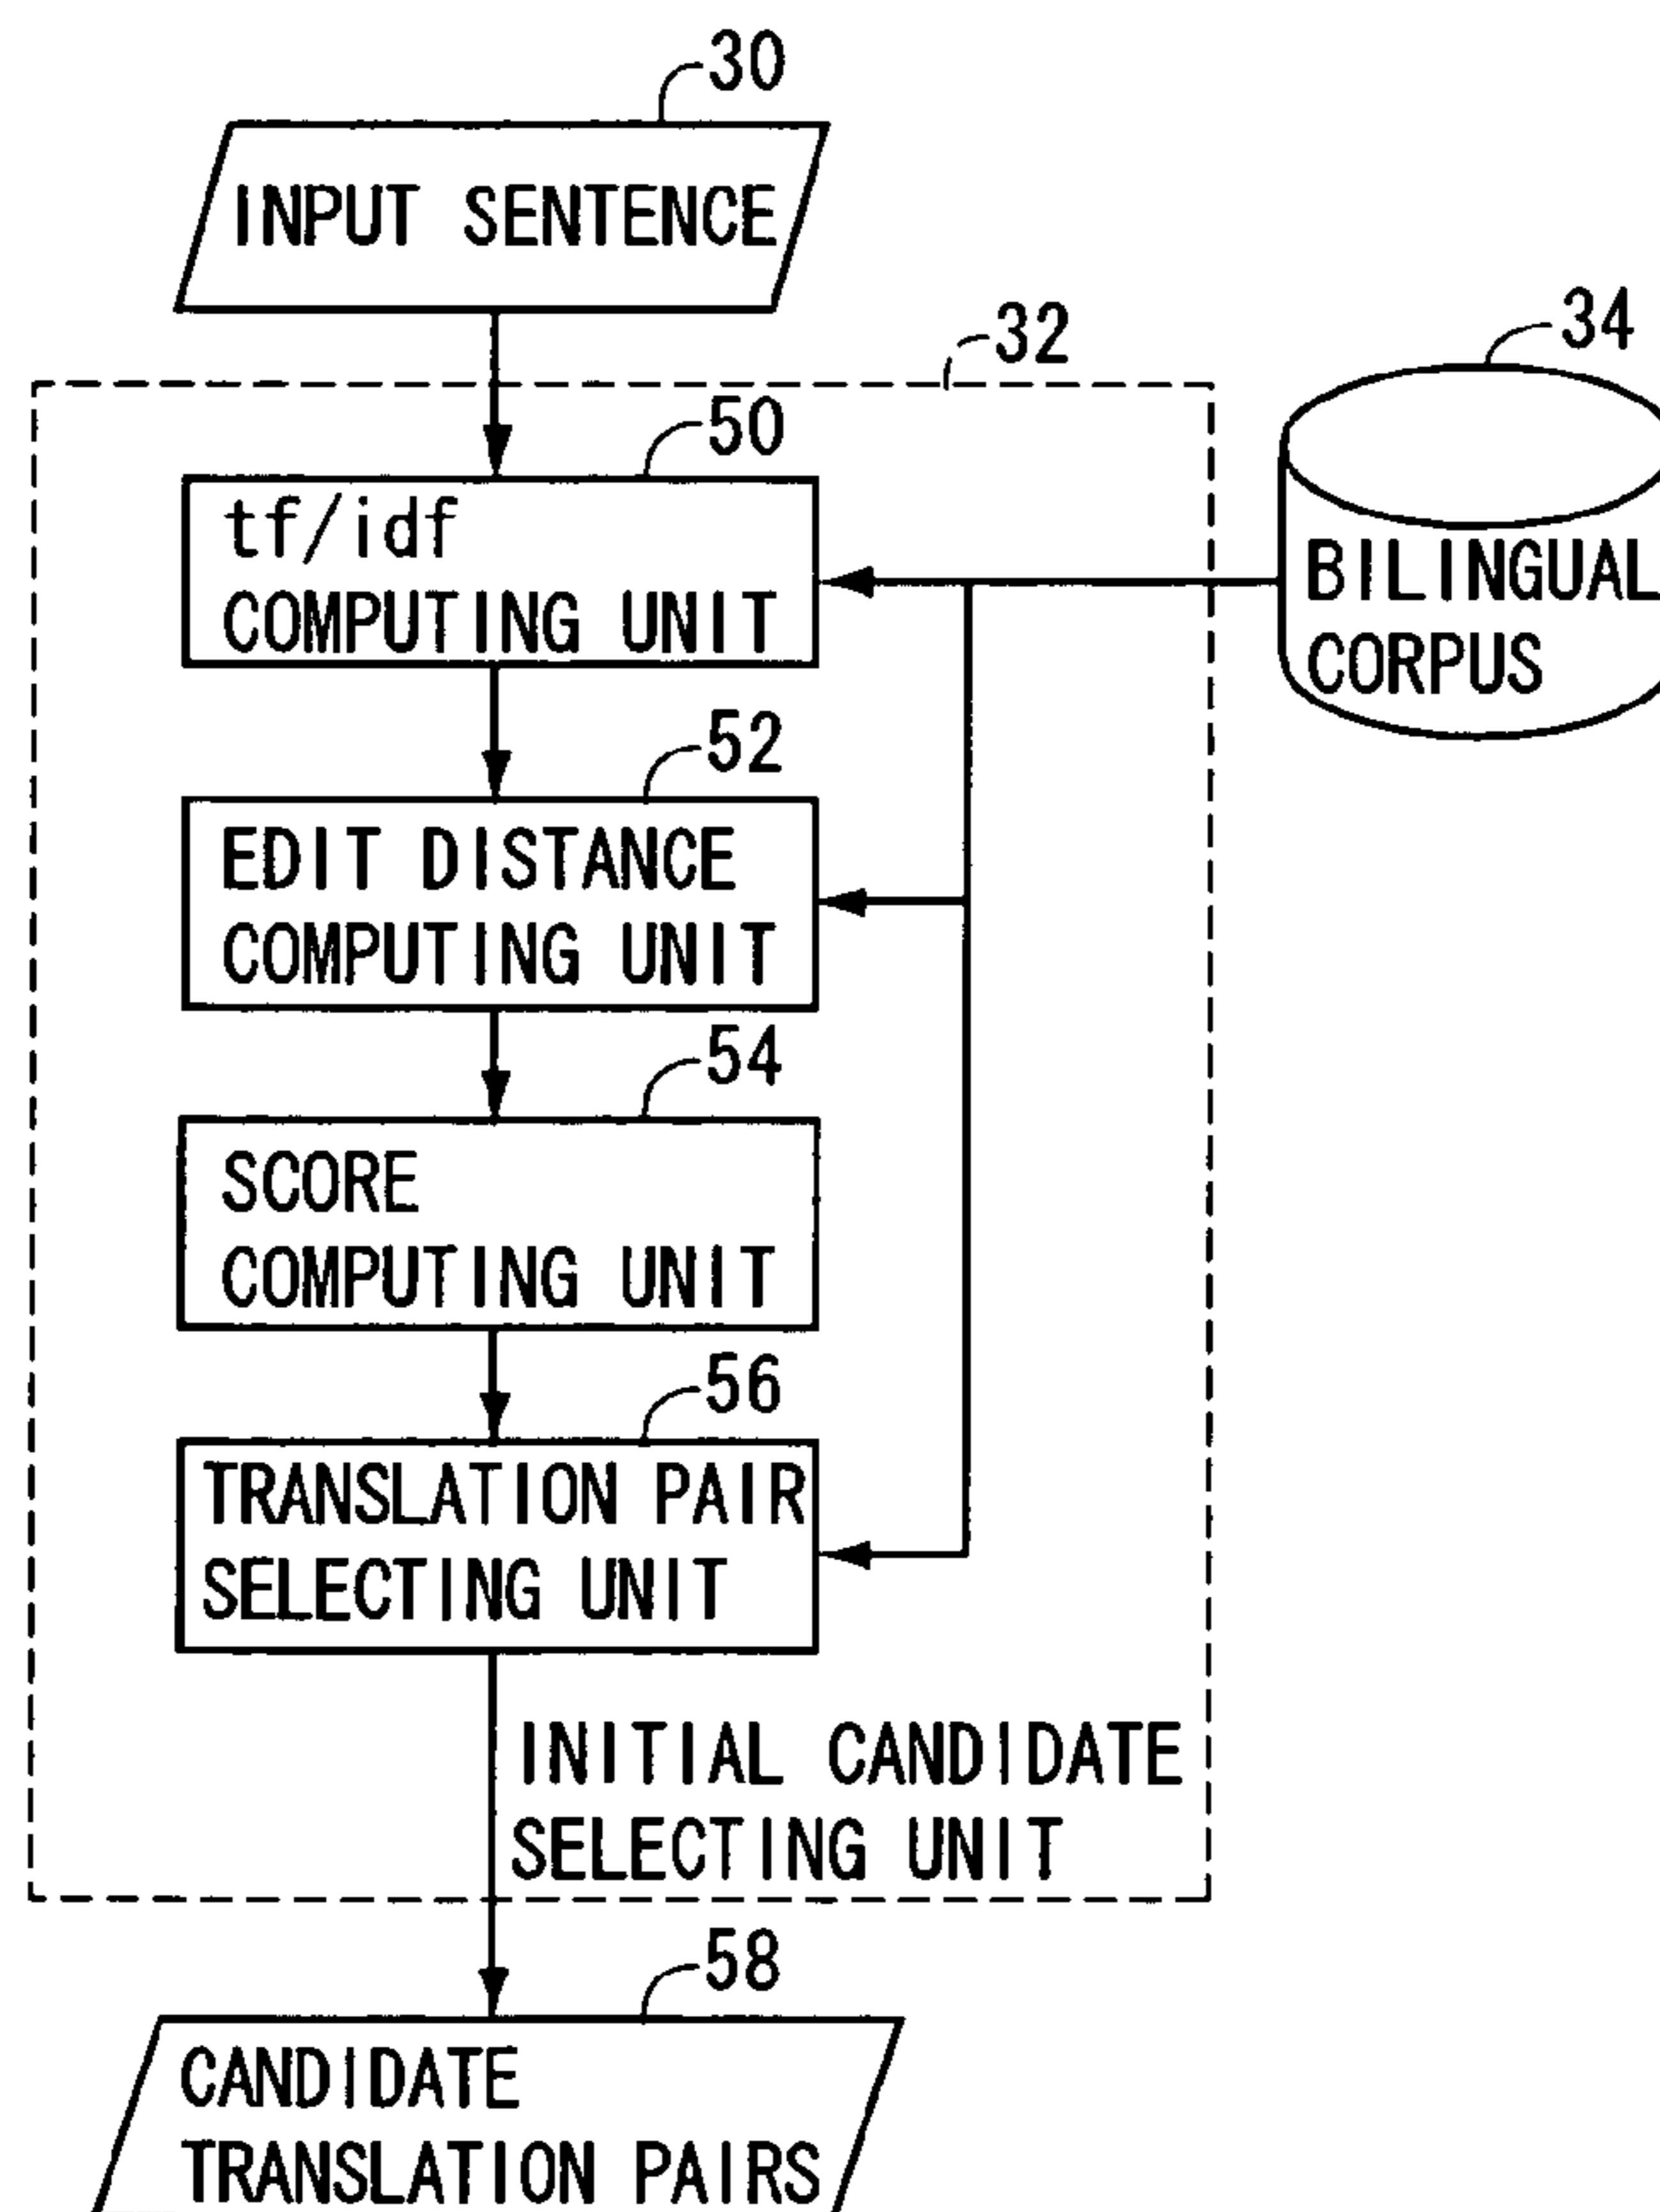 30
INPUT SENTENCE
32
34
50
tf/idf
COMPUTING UNIT
BILINGUAL
CORPUS
52
EDIT DISTANCE
COMPUTING UNIT
54
SCORE
COMPUTING UNIT
56
TRANSLATION PAIR
SELECTING UNIT
INITIAL CANDIDATE
SELECTING UNIT
58
CANDIDATE
TRANSLATION PAIRS